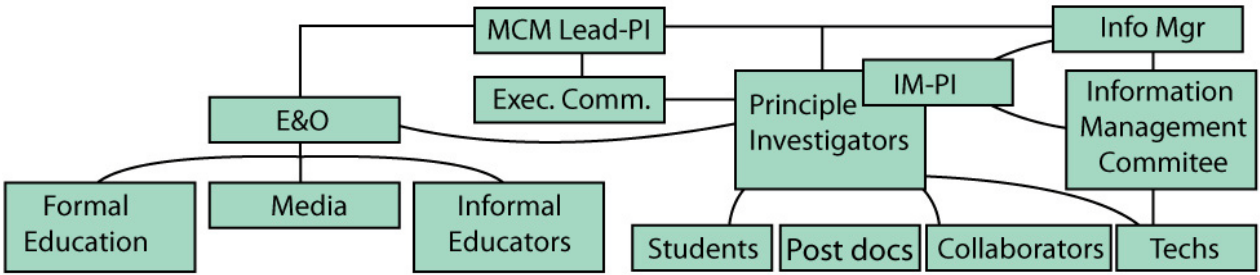 MCM Lead-PI
Info Mgr
Exec. Comm.
IM-PI
Principle
Investigators
Information
Management
Commitee
E&O
Formal
Education
Media
Informal
Educators
Students
Post docs
Collaborators
Techs